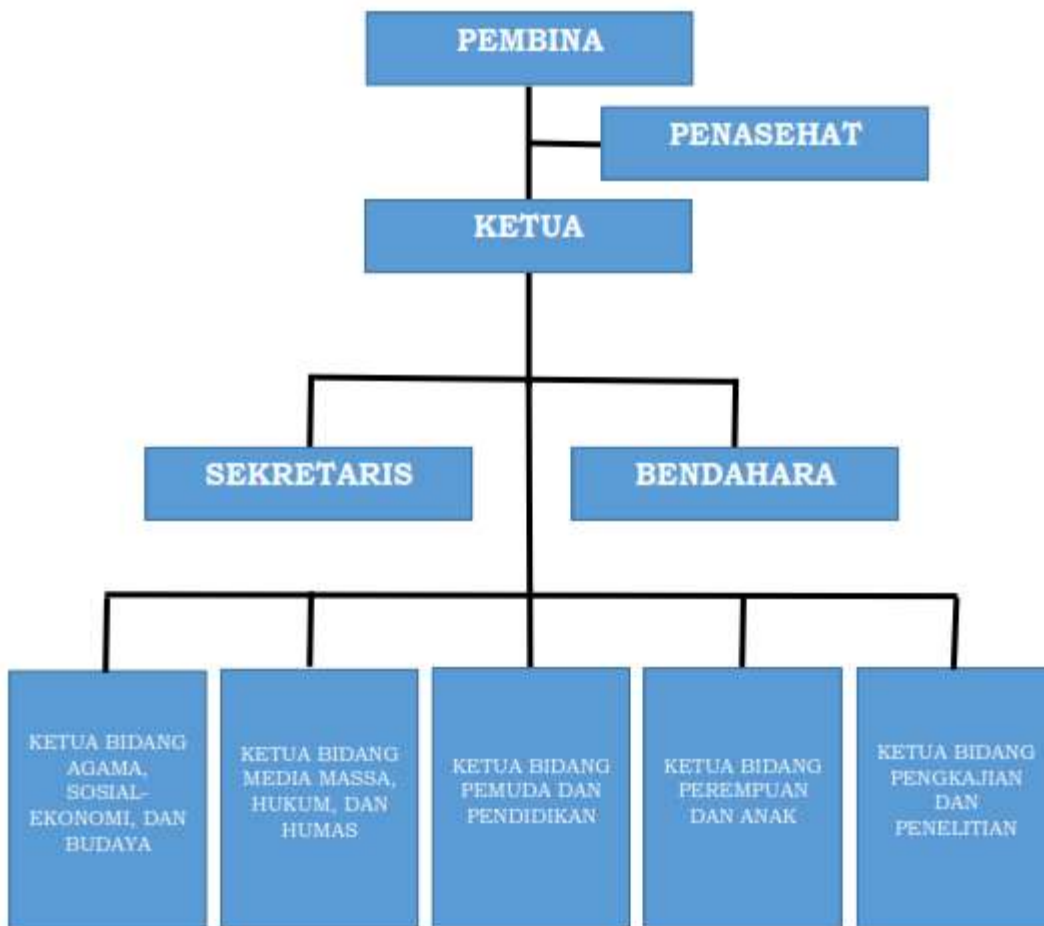 PEMBINA
PENASEHAT
KETUA
SEKRETARIS
BENDAHARA
KETUA BIDANG
AGAMA,
SOSIAL-
EKONOMI, DAN
BUDAYA
KETUA BIDANG
MEDIA MASSA,
HUKUM, DAN
HUMAS
KETUA BIDANG
PEMUDA DAN
PENDIDIKAN
KETUA BIDANG
PEREMPUAN
DAN ANAK
KETUA BIDANG
PENGKAJIAN
DAN
PENELITIAN